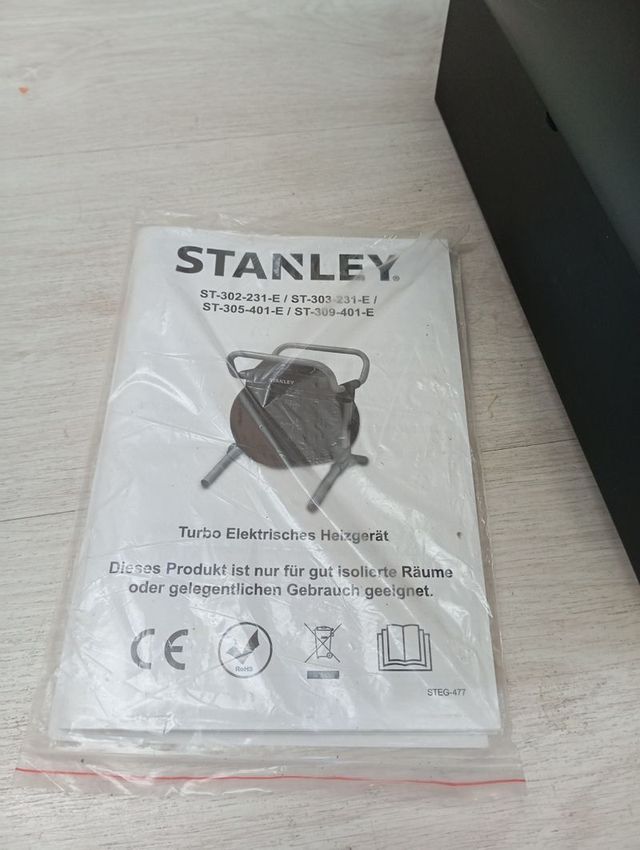 STANLEY®
ST-302-231-E / ST-303-231-E /
ST-305-401-E / ST-309-401-E
STANLEY
Turbo Elektrisches Heizgerät
Dieses Produkt ist nur für gut isolierte Räume
oder gelegentlichen Gebrauch geeignet.
CE
RoHS
STEG-477